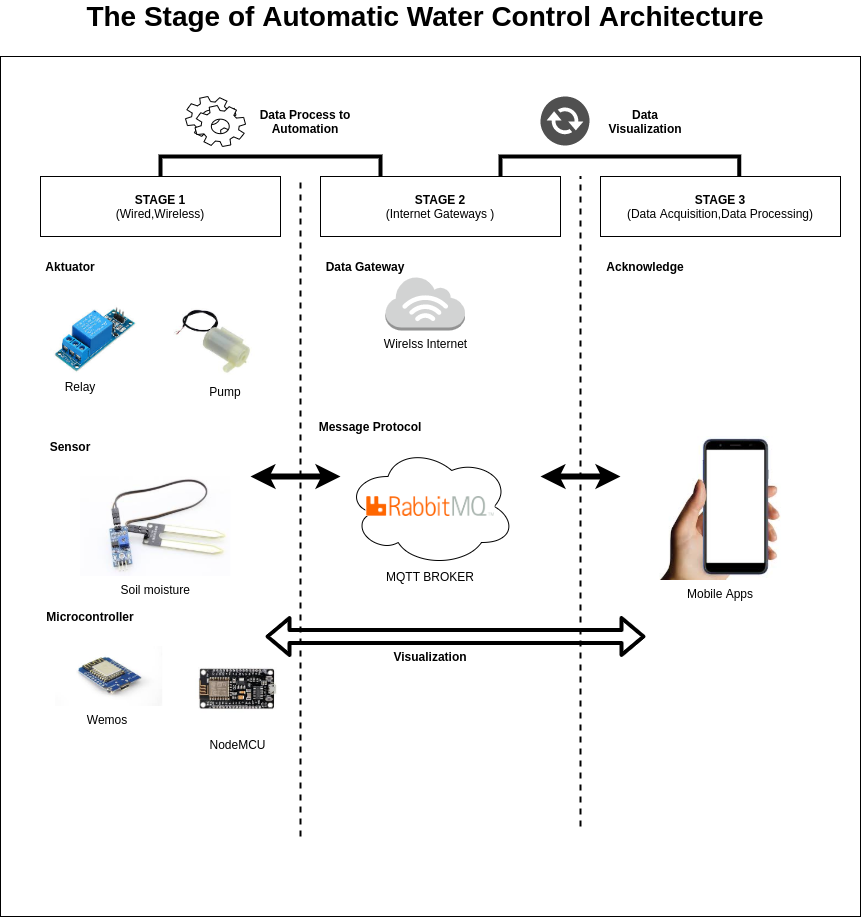 The Stage of Automatic Water Control Architecture
Data Process to
Automation
Data
Visualization
STAGE 1
(Wired,Wireless)
STAGE 2
(Internet Gateways )
STAGE 3
(Data Acquisition,Data Processing)
Aktuator
Data Gateway
Acknowledge
Wirelss Internet
Relay
Pump
Message Protocol
Sensor
RabbitMQ
MQTT BROKER
Soil moisture
Mobile Apps
Microcontroller
Visualization
Wemos
NodeMCU